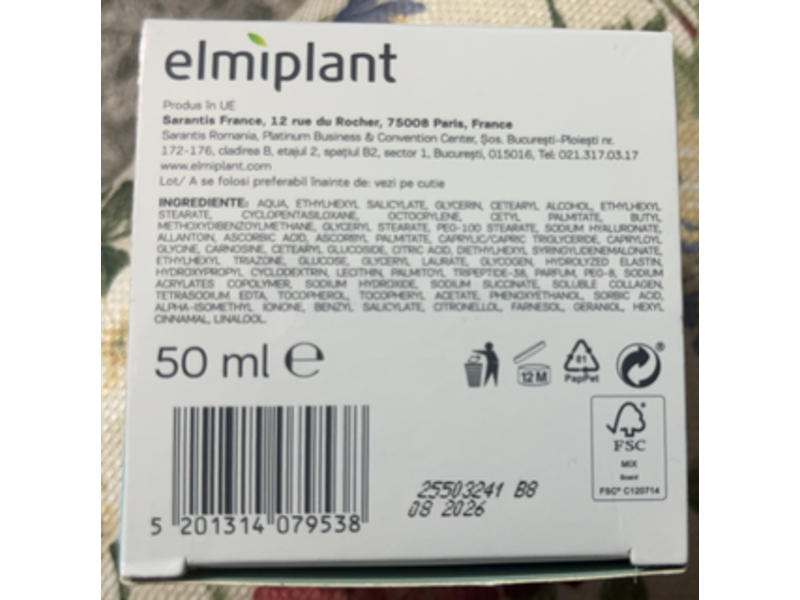 elmiplant
Produs în UE
Sarantis France, 12 rue du Rocher, 75008 Paris, France
Sarantis Romania, Platinum Business & Convention Center, Șos. București-Ploiești nr.
172-176, cladirea B, etajul 2, spațiul B2, sector 1, București, 015016, Tel: 021.317.03.17
www.elmiplant.com
Lot/ A se folosi preferabil înainte de: vezi pe cutie
INGREDIENTE: AQUA, ETHYLHEXYL SALICYLATE, GLYCERIN, CETEARYL ALCOHOL, ETHYLHEXYL
STEARATE, CYCLOPENTASILOXANE, OCTOCRYLENE, CETYL PALMITATE, BUTYL
METHOXYDIBENZOYLMETHANE, GLYCERYL STEARATE, PEG-100 STEARATE, SODIUM HYALURONATE,
ALLANTOIN, ASCORBIC ACID, ASCORBYL PALMITATE, CAPRYLIC/CAPRIC TRIGLYCERIDE, CAPRYLOYL
GLYCINE, CARNOSINE, CETEARYL GLUCOSIDE, CITRIC ACID, DIETHYLHEXYL SYRINGYLIDENEMALONATE,
ETHYLHEXYL TRIAZONE, GLUCOSE, GLYCERYL LAURATE, GLYCOGEN, HYDROLYZED ELASTIN,
HYDROXYPROPYL CYCLODEXTRIN, LECITHIN, PALMITOYL TRIPEPTIDE-38, PARFUM, PEG-8, SODIUM
ACRYLATES COPOLYMER, SODIUM HYDROXIDE, SODIUM SUCCINATE, SOLUBLE COLLAGEN,
TETRASODIUM EDTA, TOCOPHEROL, TOCOPHERYL ACETATE, PHENOXYETHANOL, SORBIC ACID,
ALPHA-ISOMETHYL IONONE, BENZYL SALICYLATE, CITRONELLOL, FARNESOL, GERANIOL, HEXYL
CINNAMAL, LINALOOL.
50 ml e
12 M
81
PapPet
®
FSC
MIX
Board
FSC® C120714
25503241 B8
08 2026
5 201314 079538